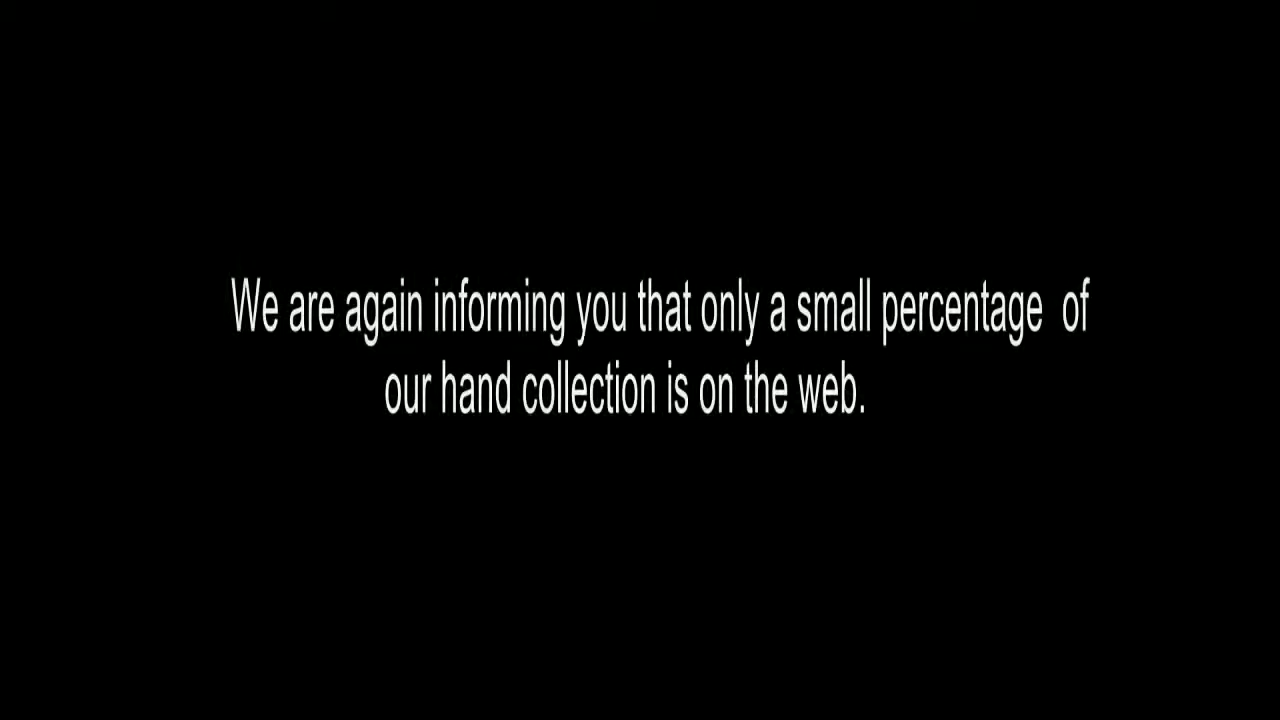 We are again informing you that only a small percentage  of
our hand collection is on the web.